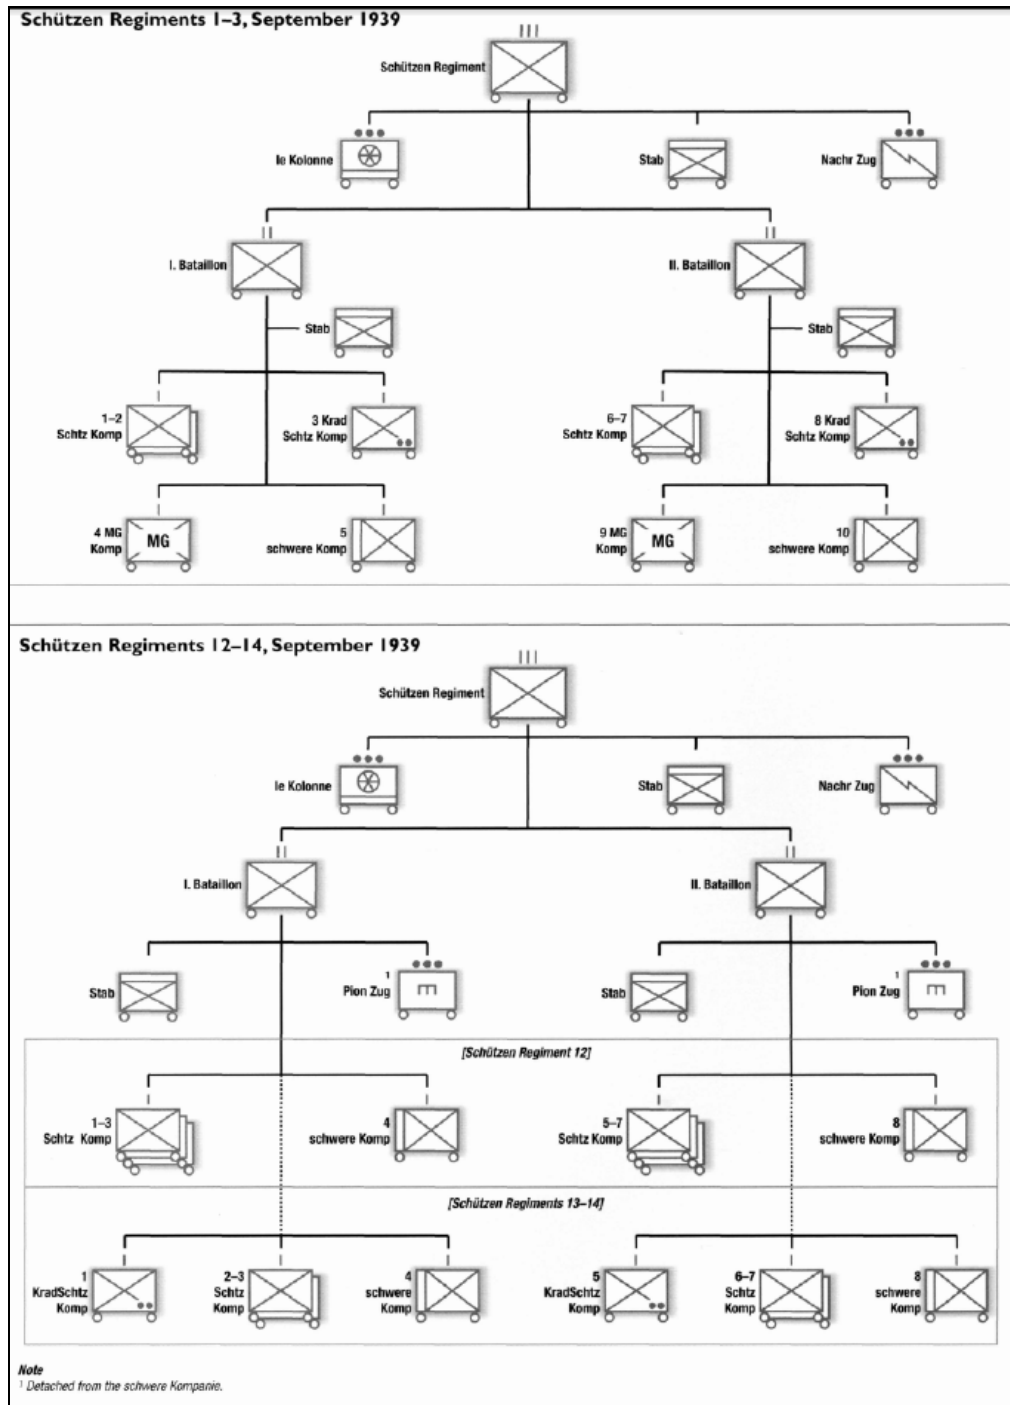 Schützen Regiments 1–3, September 1939
Schützen Regiment
le Kolonne
Stab
Nachr Zug
I. Bataillon
II. Bataillon
Stab
Stab
1–2
Schtz Komp
3 Krad
Schtz Komp
6–7
Schtz Komp
8 Krad
Schtz Komp
4 MG
Komp
MG
5
schwere Komp
9 MG
Komp
MG
10
schwere Komp
Schützen Regiments 12–14, September 1939
Schützen Regiment
le Kolonne
Stab
Nachr Zug
I. Bataillon
II. Bataillon
Stab
1
Pion Zug
Stab
1
Pion Zug
[Schützen Regiment 12]
1–3
Schtz Komp
4
schwere Komp
5–7
Schtz Komp
8
schwere Komp
[Schützen Regiments 13–14]
1
KradSchtz
Komp
2–3
Schtz
Komp
4
schwere
Komp
5
KradSchtz
Komp
6–7
Schtz
Komp
8
schwere
Komp
Note
1 Detached from the schwere Kompanie.